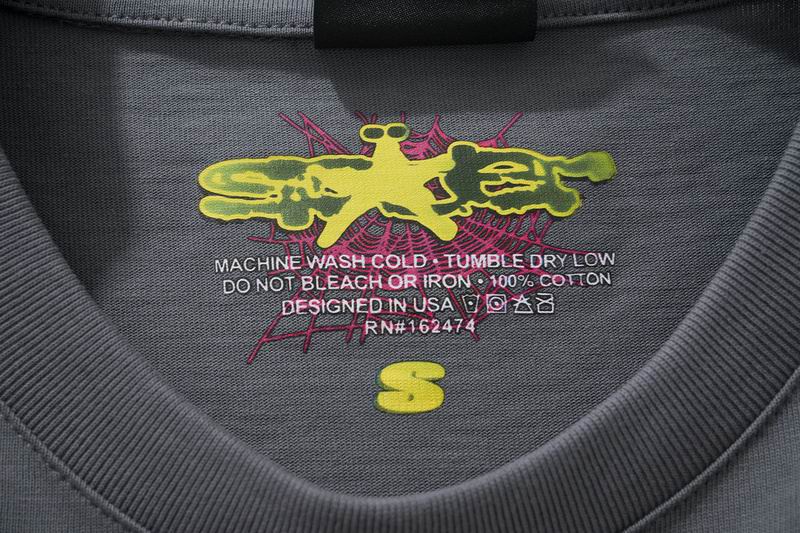 MACHINE WASH COLD • TUMBLE DRY LOW
DO NOT BLEACH OR IRON • 100% COTTON
DESIGNED IN USA
RN#162474
S